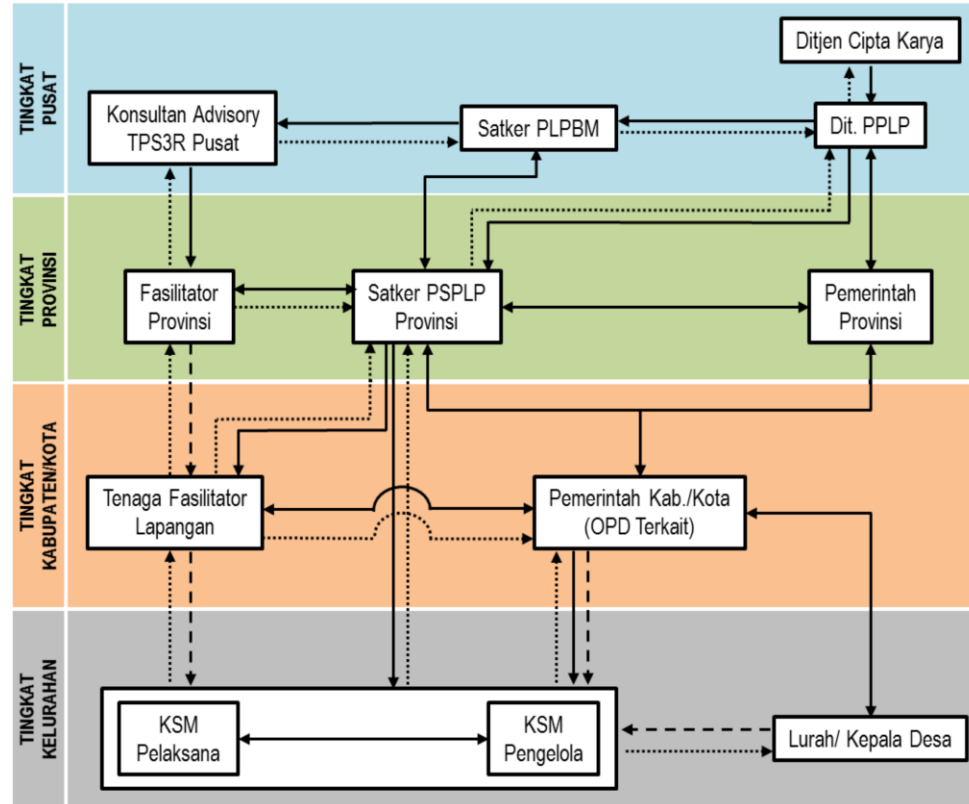 TINGKAT
PUSAT
Ditjen Cipta Karya
Konsultan Advisory
TPS3R Pusat
Satker PLPBM
Dit. PPLP
TINGKAT
PROVINSI
Fasilitator
Provinsi
Satker PSPLP
Provinsi
Pemerintah
Provinsi
TINGKAT
KABUPATEN/KOTA
Tenaga Fasilitator
Lapangan
Pemerintah Kab./Kota
(OPD Terkait)
TINGKAT
KELURAHAN
KSM
Pelaksana
KSM
Pengelola
Lurah/ Kepala Desa